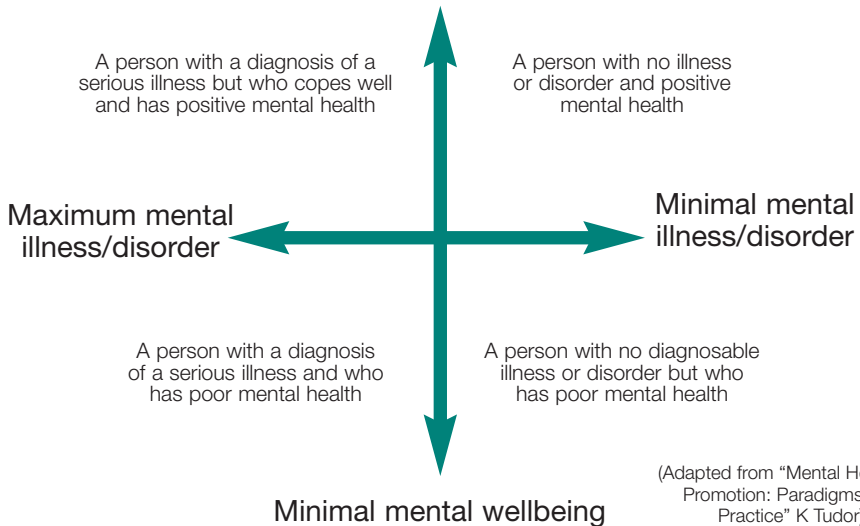 A person with a diagnosis of a
serious illness but who copes well
and has positive mental health
A person with no illness
or disorder and positive
mental health
Maximum mental
illness/disorder
Minimal mental
illness/disorder
A person with a diagnosis
of a serious illness and who
has poor mental health
A person with no diagnosable
illness or disorder but who
has poor mental health
Minimal mental wellbeing
(Adapted from “Mental
Promotion: Paradigms
Practice” K Tudor